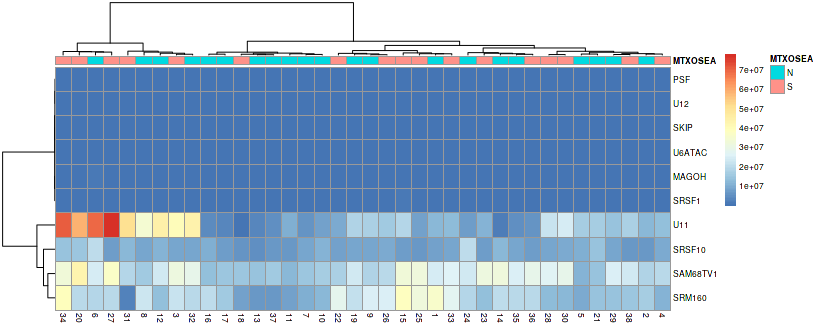 MTXOSEA
PSF
U12
SKIP
U6ATAC
MAGOH
SRSF1
U11
SRSF10
SAM68TV1
SRM160
34 20 6 27 31 8 12 3 32 16 17 18 13 37 11 7 10 22 19 9 26 15 25 1 33 24 23 14 35 36 28 30 5 21 29 38 2 4
7e+07
6e+07
5e+07
4e+07
3e+07
2e+07
1e+07
MTXOSEA
N
S